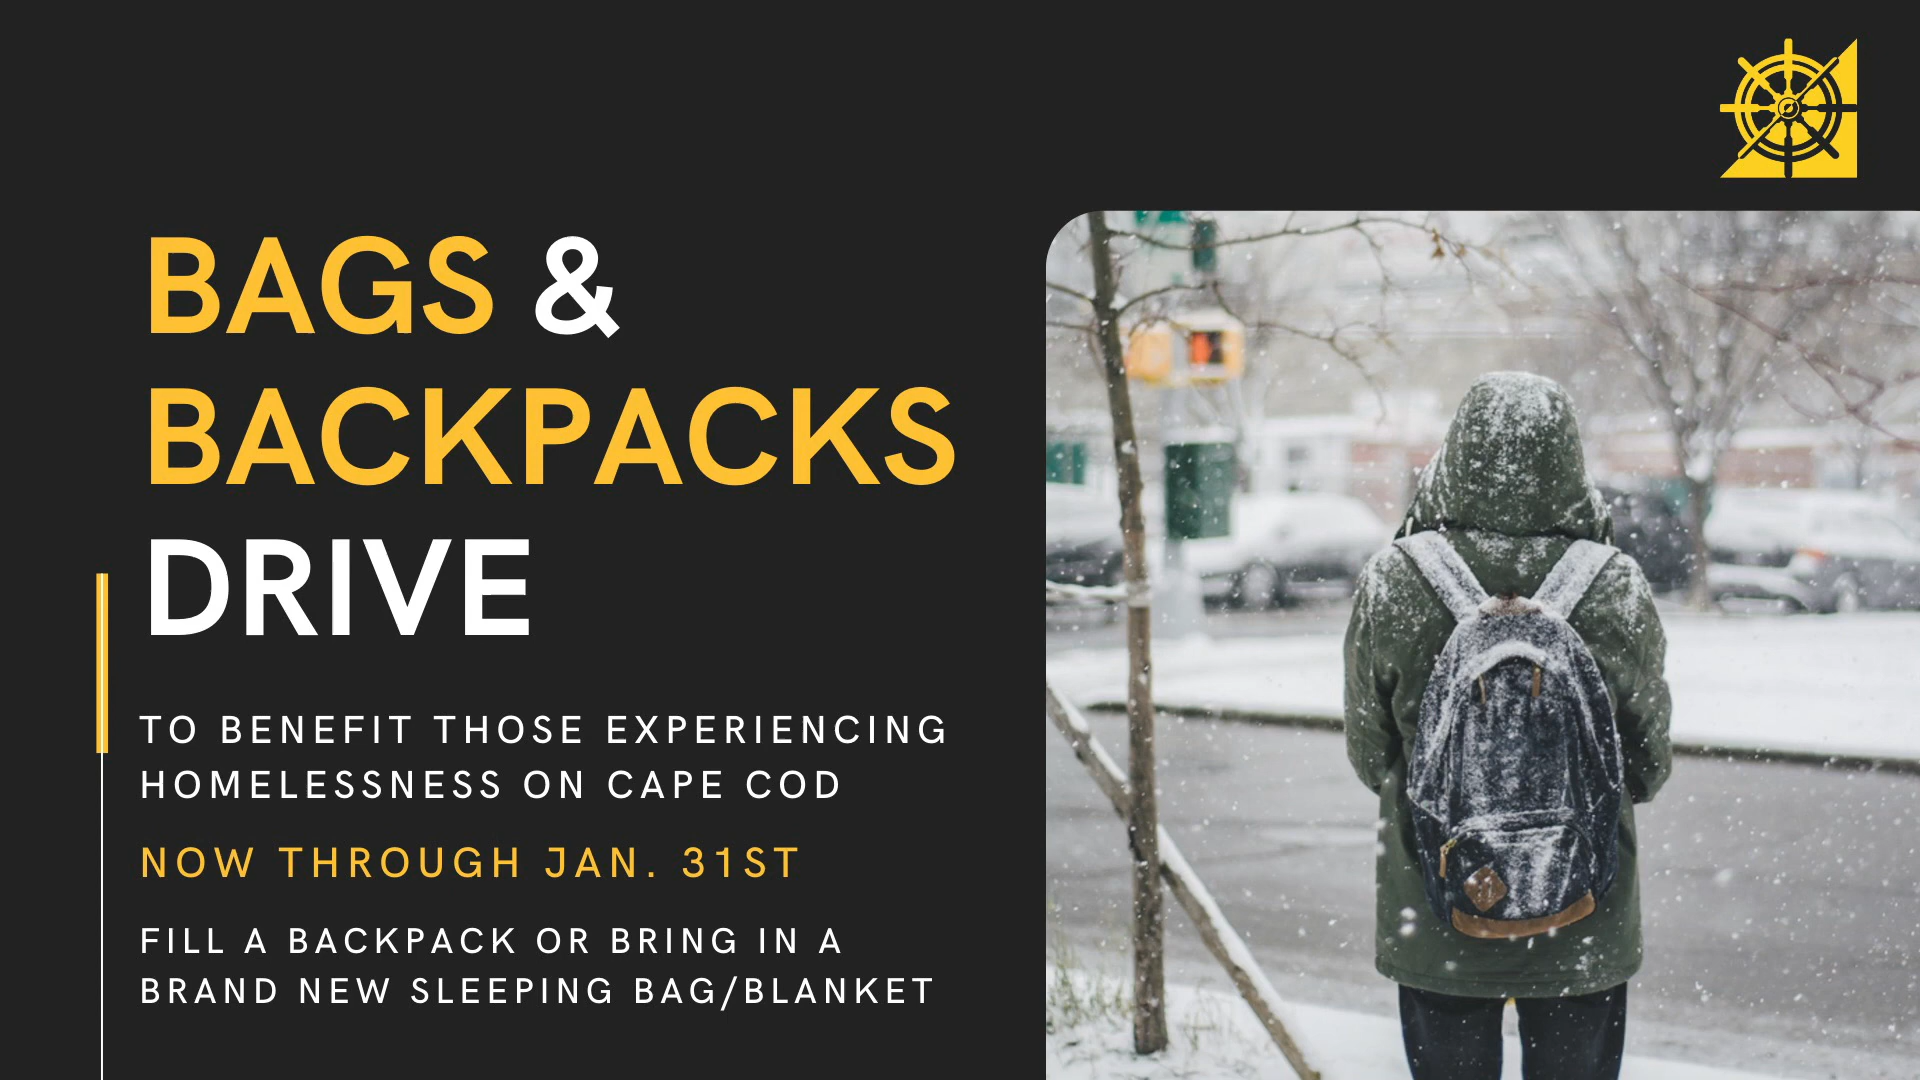 BAGS &
BACKPACKS
DRIVE
TO BENEFIT THOSE EXPERIENCING
HOMELESSNESS ON CAPE COD
NOW THROUGH JAN. 31ST
FILL A BACKPACK OR BRING IN A
BRAND NEW SLEEPING BAG/BLANKET